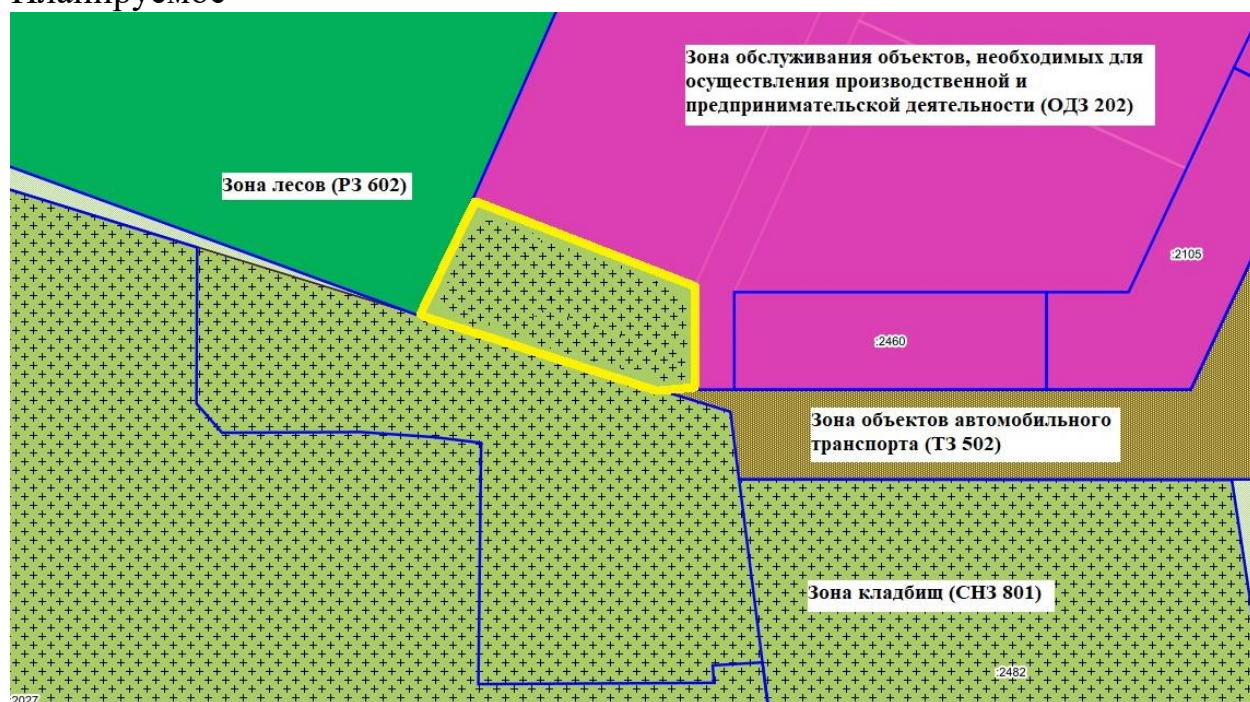 Планируемое
Зона обслуживания объектов, необходимых для
осуществления производственной и
предпринимательской деятельности (ОДЗ 202)
Зона лесов (РЗ 602)
:2105
:2460
Зона объектов автомобильного
транспорта (ТЗ 502)
Зона кладбищ (СНЗ 801)
:2482
:2027